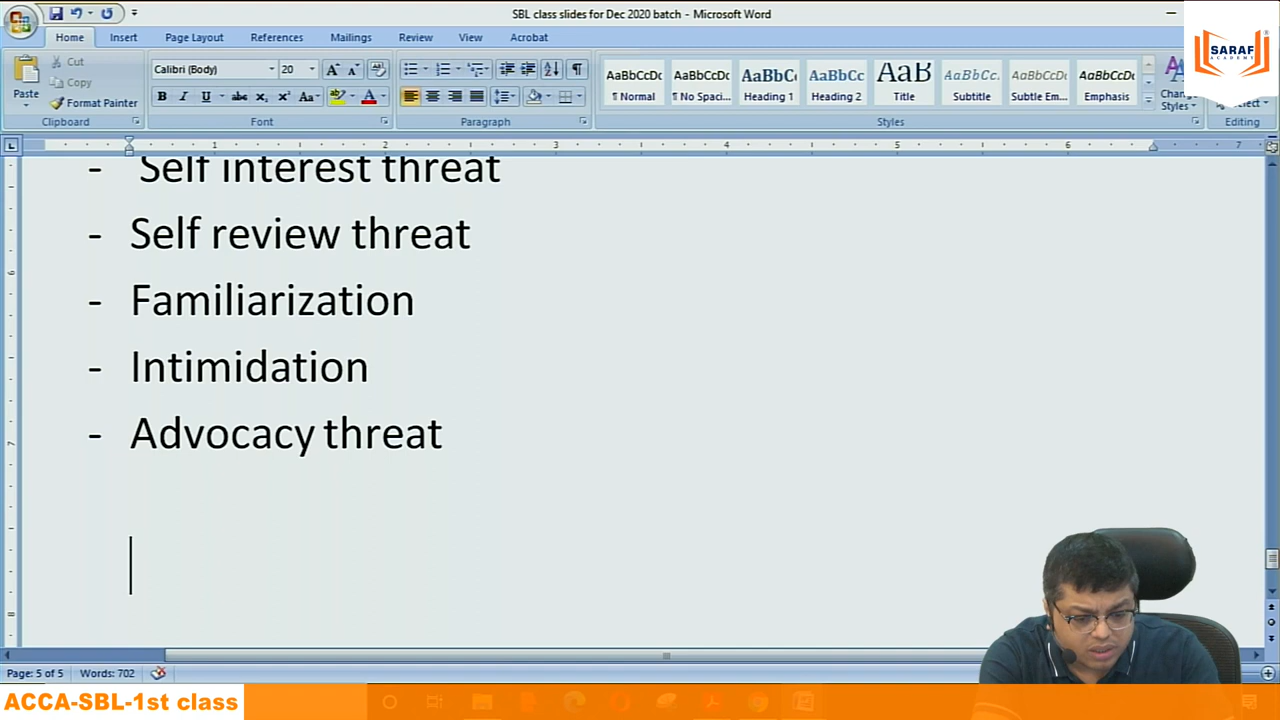 SBL class slides for Dec 2020 batch - Microsoft Word
Home Insert Page Layout References Mailings Review View Developer Acrobat
Cut
Copy
Paste
Format Painter
Clipboard
Calibri (Body) 20
Font
Paragraph
AaBbCcDc AaBbCcDc AaBbC AaBbCc AaB AaBbCc. AaBbCcDc AaBbCcDc
¶ Normal ¶ No Spaci... Heading 1 Heading 2 Title Subtitle Subtle Em... Emphasis
Change Styles
Styles
Select
Editing
SARAF
ACADEMY
- Self interest threat
- Self review threat
- Familiarization
- Intimidation
- Advocacy threat
Page: 5 of 5 Words: 702
ACCA-SBL-1st class